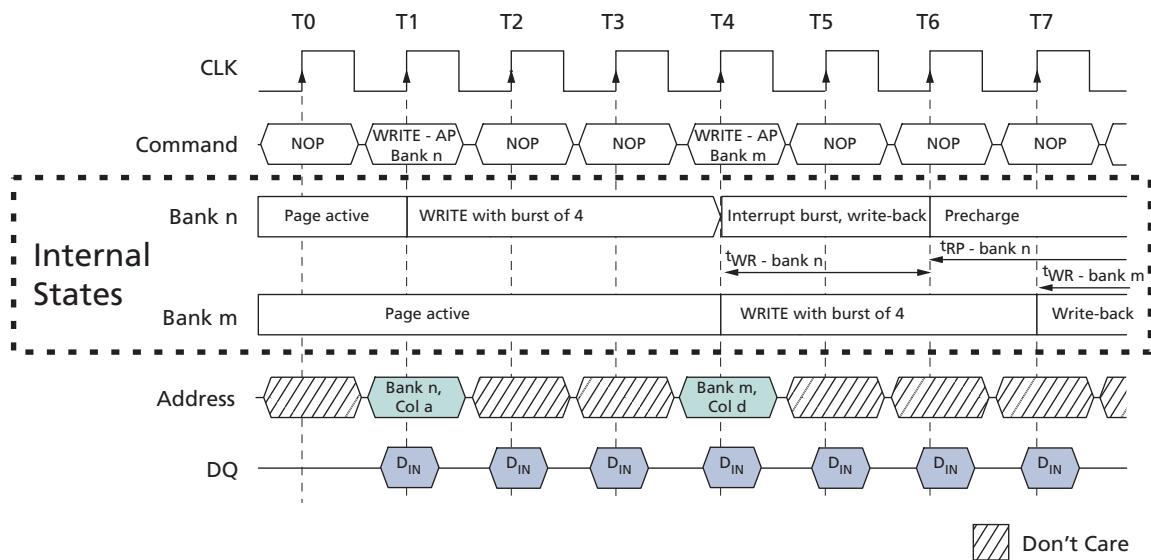 T0 T1 T2 T3 T4 T5 T6 T7
CLK
Command NOP WRITE - AP Bank n NOP NOP WRITE - AP Bank m NOP NOP NOP
Internal States
Bank n Page active WRITE with burst of 4 Interrupt burst, write-back Precharge
tWR - bank n tRP - bank n
tWR - bank m
Bank m Page active WRITE with burst of 4 Write-back
Address Bank n, Col a Bank m, Col d
DQ DIN DIN DIN DIN DIN DIN DIN
Don't Care